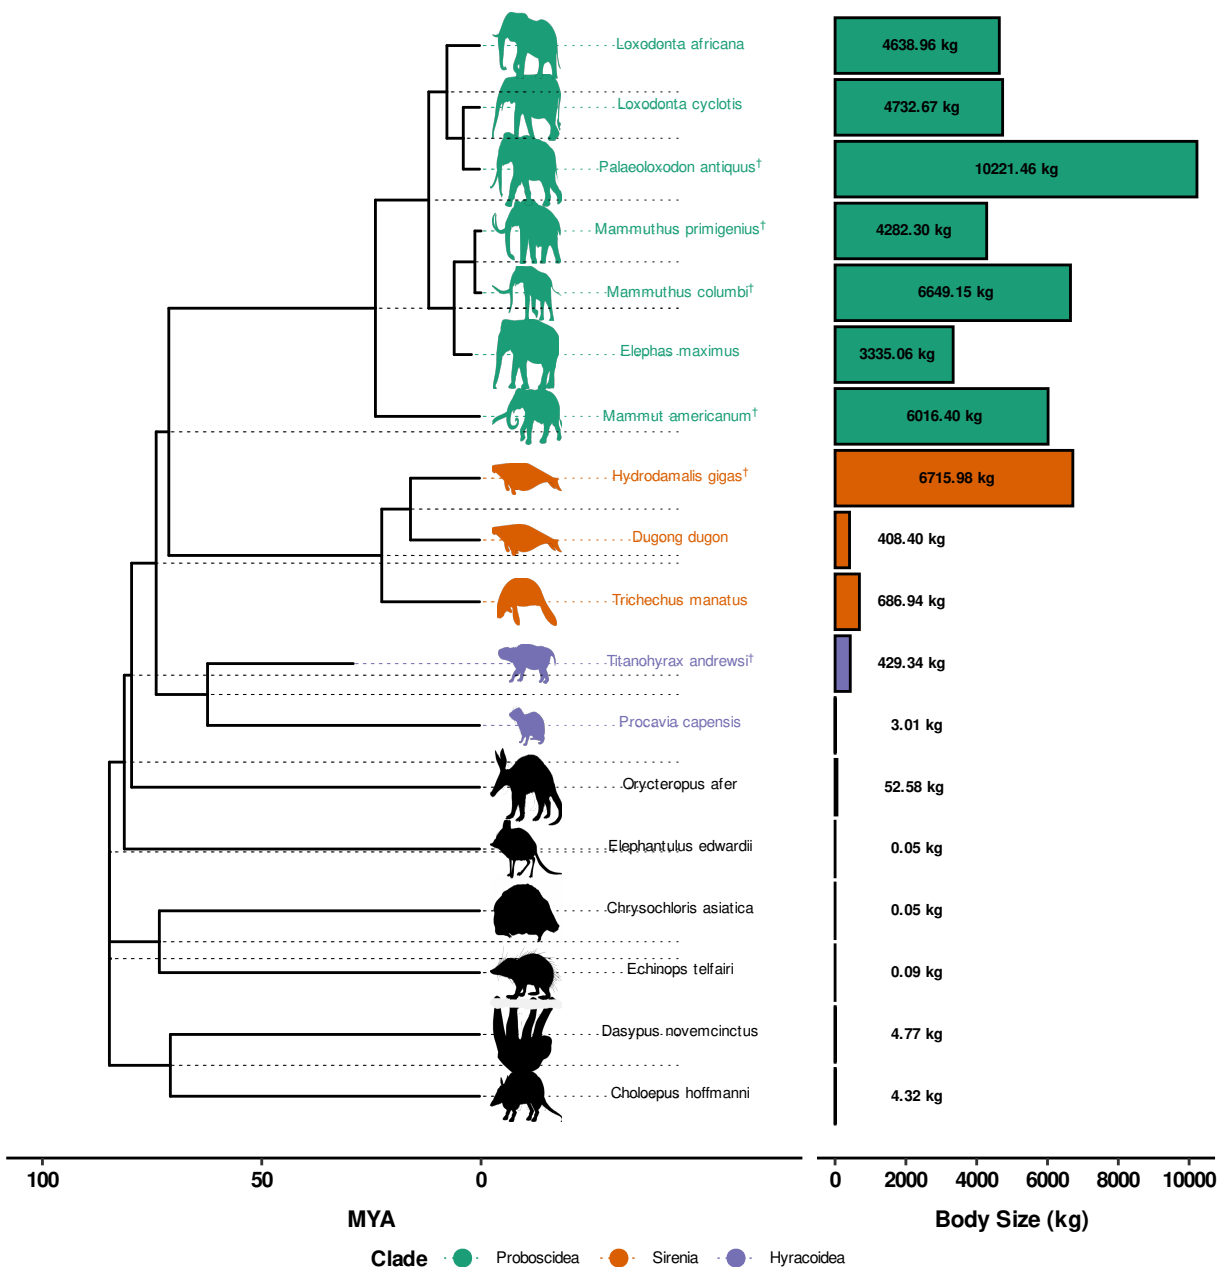 Loxodonta africana 4638.96 kg
Loxodonta cyclotis 4732.67 kg
Palaeoloxodon antiquus† 10221.46 kg
Mammuthus primigenius† 4282.30 kg
Mammuthus columbi† 6649.15 kg
Elephas maximus 3335.06 kg
Mammut americanum† 6016.40 kg
Hydrodamalis gigas† 6715.98 kg
Dugong dugon 408.40 kg
Trichechus manatus 686.94 kg
Titanohyrax andrewsi† 429.34 kg
Procavia capensis 3.01 kg
Orycteropus afer 52.58 kg
Elephantulus edwardii 0.05 kg
Chrysochloris asiatica 0.05 kg
Echinops telfairi 0.09 kg
Dasypus novemcinctus 4.77 kg
Choloepus hoffmanni 4.32 kg
100 50 0 0 2000 4000 6000 8000 10000
MYA Body Size (kg)
Clade Proboscidea Sirenia Hyracoidea